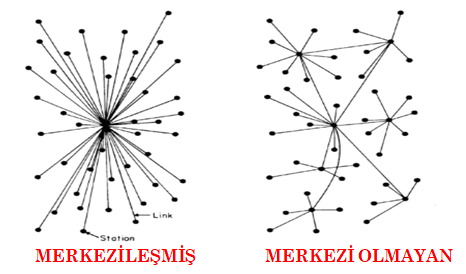 Link
Station
MERKEZİLEŞMİŞ
MERKEZİ OLMAYAN